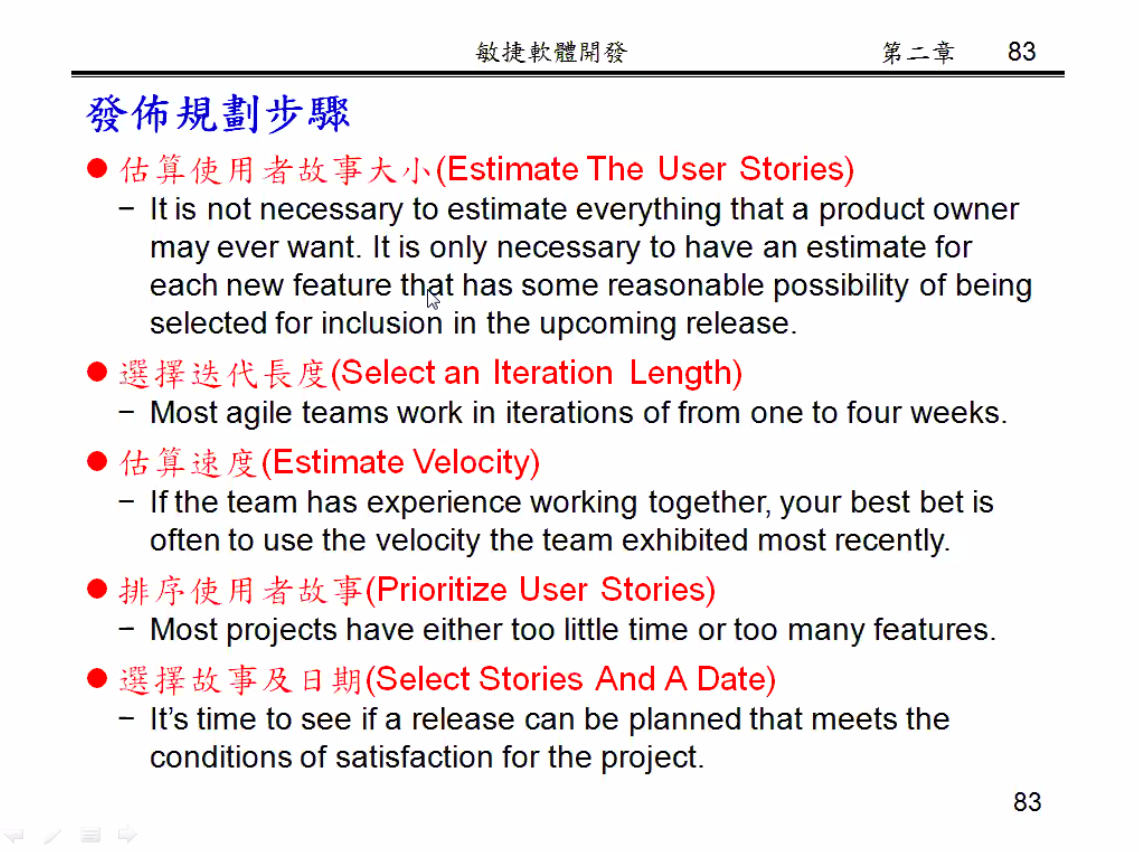 敏捷軟體開發 第二章 83
發佈規劃步驟
● 估算使用者故事大小(Estimate The User Stories)
− It is not necessary to estimate everything that a product owner
may ever want. It is only necessary to have an estimate for
each new feature that has some reasonable possibility of being
selected for inclusion in the upcoming release.
● 選擇迭代長度(Select an Iteration Length)
− Most agile teams work in iterations of from one to four weeks.
● 估算速度(Estimate Velocity)
− If the team has experience working together, your best bet is
often to use the velocity the team exhibited most recently.
● 排序使用者故事(Prioritize User Stories)
− Most projects have either too little time or too many features.
● 選擇故事及日期(Select Stories And A Date)
− It’s time to see if a release can be planned that meets the
conditions of satisfaction for the project.
83